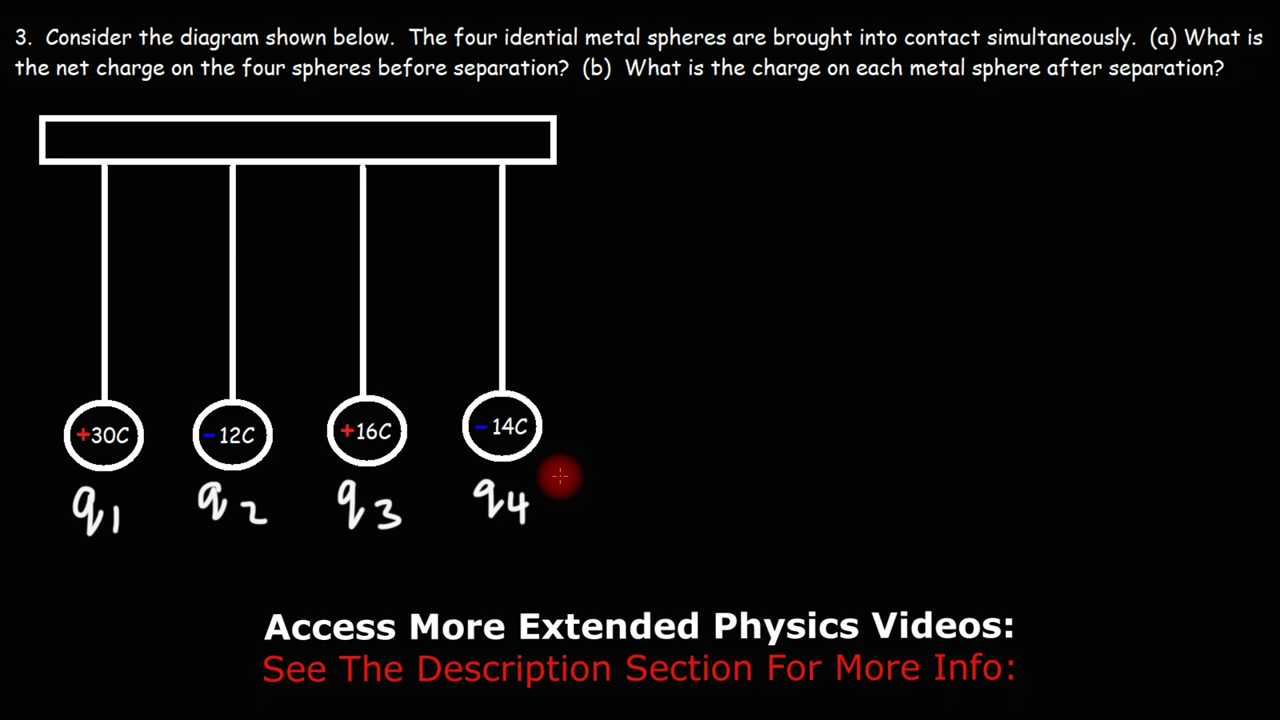 3. Consider the diagram shown below. The four idential metal spheres are brought into contact simultaneously. (a) What is
the net charge on the four spheres before separation? (b) What is the charge on each metal sphere after separation?
+30C -12C +16C -14C
q1 q2 q3 q4
Access More Extended Physics Videos:
See The Description Section For More Info: